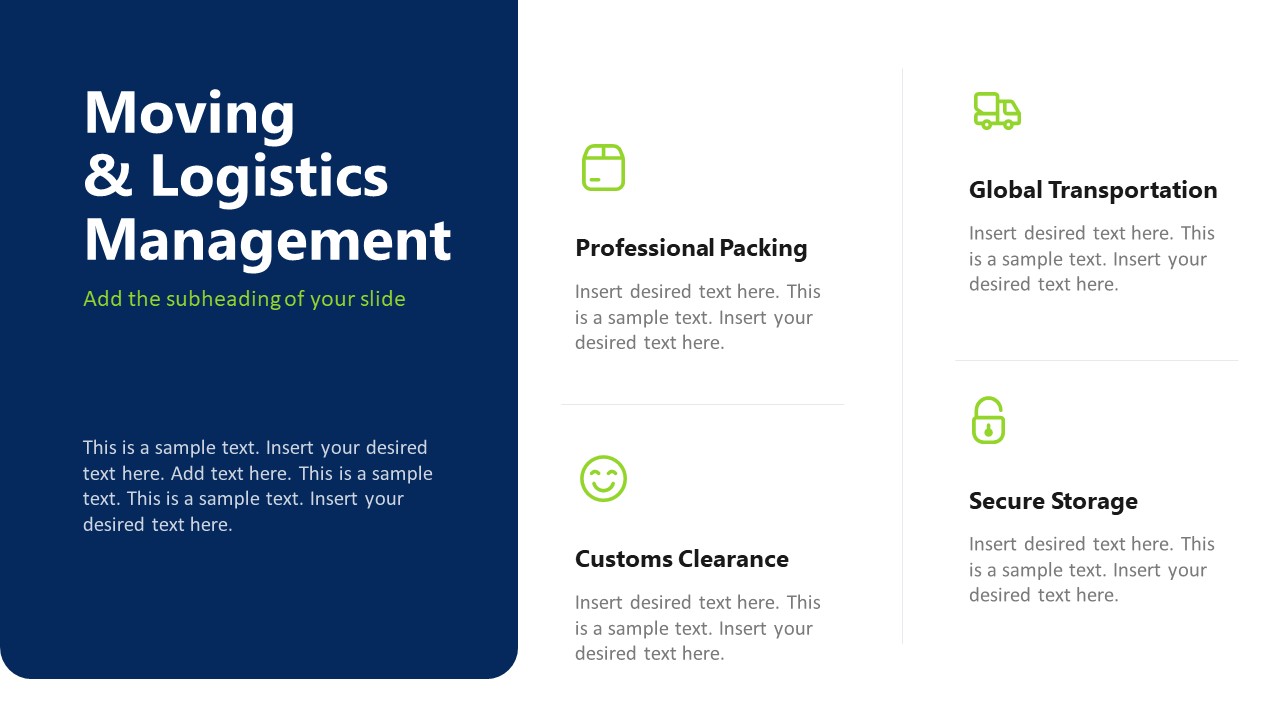 Moving
& Logistics
Management
Add the subheading of your slide
This is a sample text. Insert your desired
text here. Add text here. This is a sample
text. This is a sample text. Insert your
desired text here.
Professional Packing
Insert desired text here. This
is a sample text. Insert your
desired text here.
Customs Clearance
Insert desired text here. This
is a sample text. Insert your
desired text here.
Global Transportation
Insert desired text here. This
is a sample text. Insert your
desired text here.
Secure Storage
Insert desired text here. This
is a sample text. Insert your
desired text here.